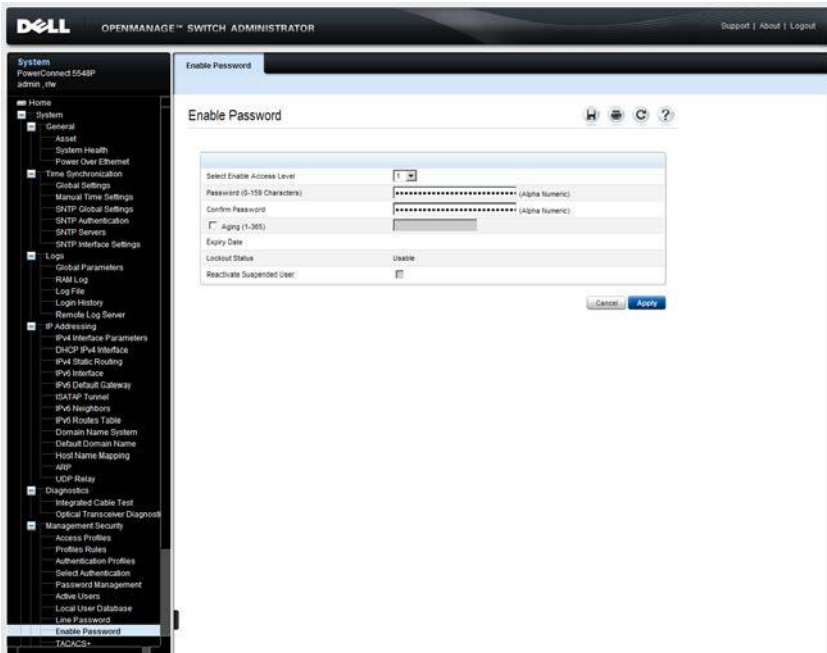 DELL OPENMANAGE™ SWITCH ADMINISTRATOR Support | About | Logout
System
PowerConnect 5548P
admin , r/w
Home
System
General
Asset
System Health
Power Over Ethernet
Time Synchronization
Global Settings
Manual Time Settings
SNTP Global Settings
SNTP Authentication
SNTP Servers
SNTP Interface Settings
Logs
Global Parameters
RAM Log
Log File
Login History
Remote Log Server
IP Addressing
IPv4 Interface Parameters
DHCP IPv4 Interface
IPv4 Static Routing
IPv6 Interface
IPv6 Default Gateway
ISATAP Tunnel
IPv6 Neighbors
IPv6 Routes Table
Domain Name System
Default Domain Name
Host Name Mapping
ARP
UDP Relay
Diagnostics
Integrated Cable Test
Optical Transceiver Diagnosti
Management Security
Access Profiles
Profiles Rules
Authentication Profiles
Select Authentication
Password Management
Active Users
Local User Database
Line Password
Enable Password
TACACS+
Enable Password
Enable Password
Select Enable Access Level 1
Password (0-159 Characters) (Alpha Numeric)
Confirm Password (Alpha Numeric)
Aging (1-365)
Expiry Date
Lockout Status Usable
Reactivate Suspended User
Cancel Apply